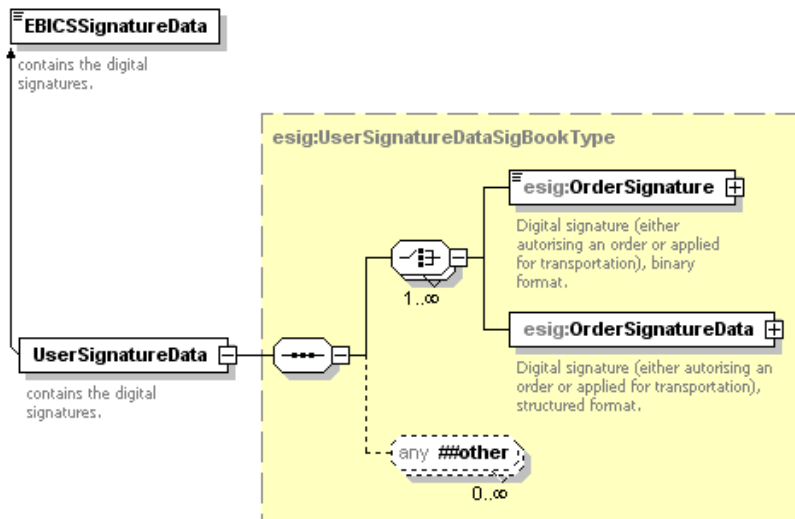 EBICSSignatureData
contains the digital
signatures.
esig:UserSignatureDataSigBookType
esig:OrderSignature
Digital signature (either
autorising an order or applied
for transportation), binary
format.
1..∞
esig:OrderSignatureData
UserSignatureData
Digital signature (either autorising an
order or applied for transportation),
structured format.
contains the digital
signatures.
any ##other
0..∞